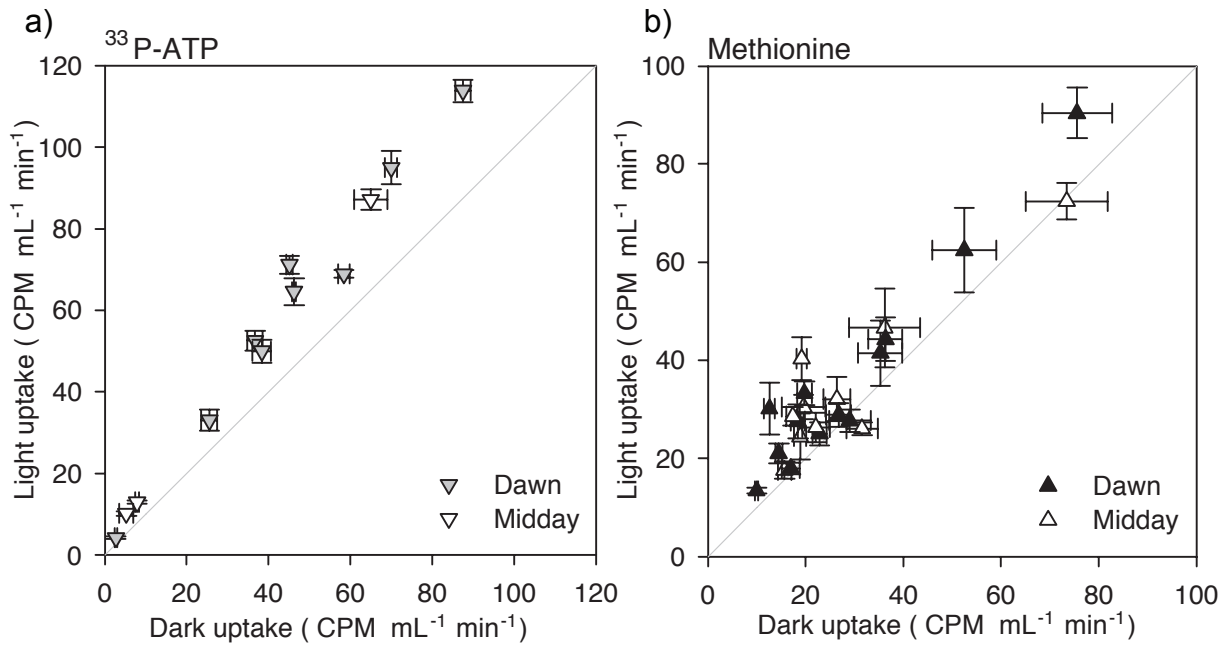 a)
³³P-ATP
120
100
80
60
40
20
0
Light uptake ( CPM mL⁻¹ min⁻¹)
0 20 40 60 80 100 120
Dark uptake ( CPM mL⁻¹ min⁻¹)
Dawn
Midday
b)
Methionine
100
80
60
40
20
0
Light uptake ( CPM mL⁻¹ min⁻¹)
0 20 40 60 80 100
Dark uptake ( CPM mL⁻¹ min⁻¹)
Dawn
Midday